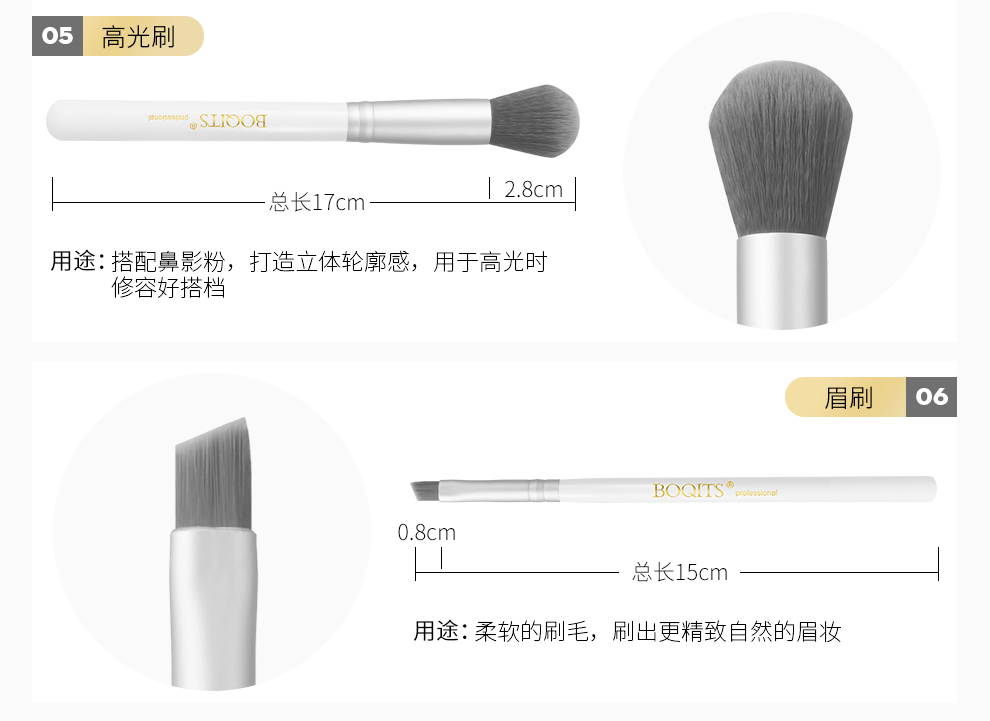 05 高光刷
BOQITS® professional
总长17cm
2.8cm
用途：搭配鼻影粉，打造立体轮廓感，用于高光时
修容好搭档
眉刷 06
BOQITS® professional
0.8cm
总长15cm
用途：柔软的刷毛，刷出更精致自然的眉妆